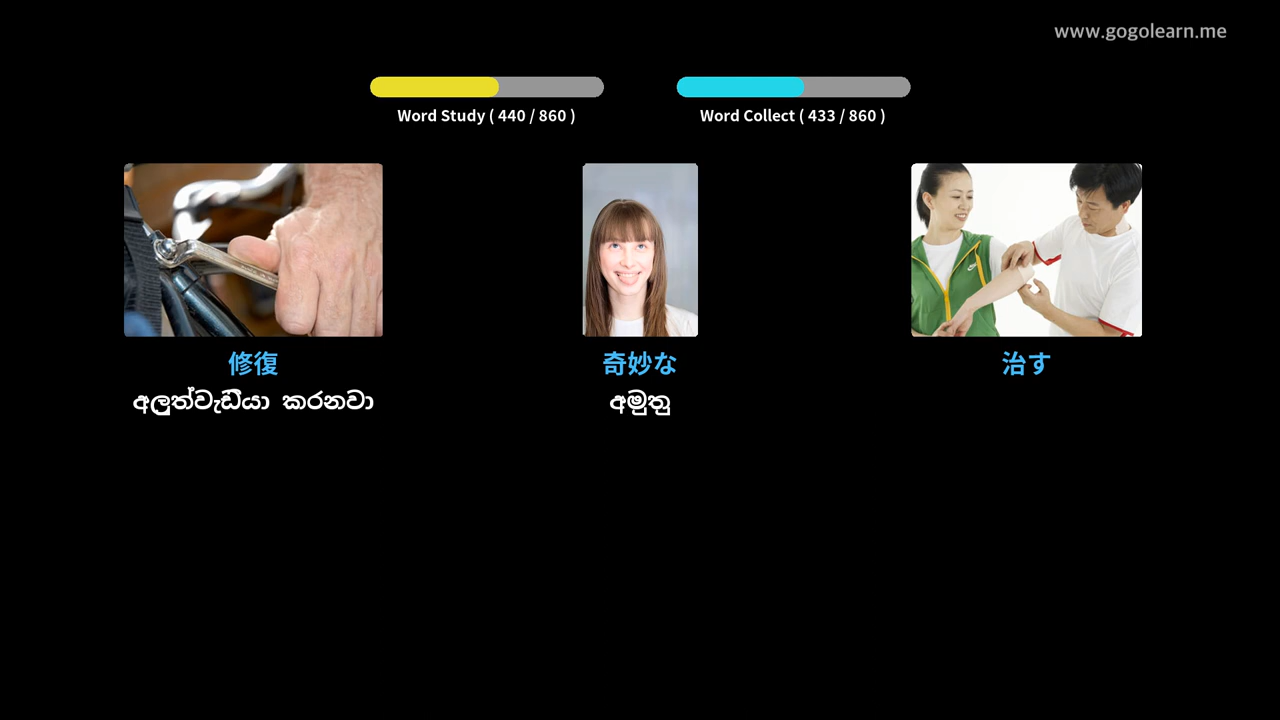 www.gogolearn.me
Word Study ( 440 / 860 )
Word Collect ( 433 / 860 )
修復
අලුත්වැඩියා කරනවා
奇妙な
අමුතු
治す